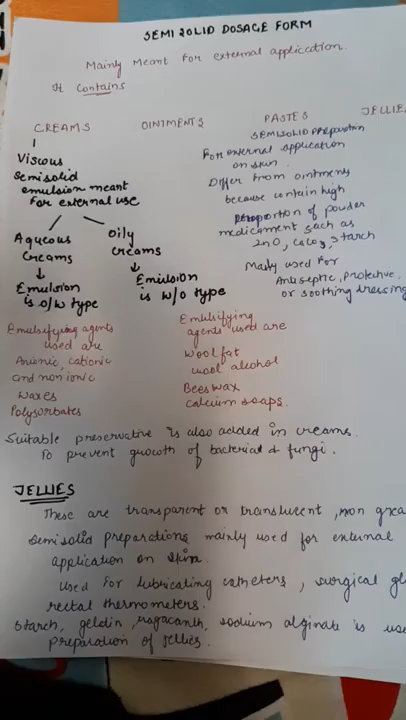 SEMISOLID DOSAGE FORM
Mainly Meant for external application.
It Contains
CREAMS
OINTMENTS
PASTES
JELLIE
Viscous
Semisolid
emulsion meant
For external use
Aqueous
Creams
Emulsion
is O/W type
Oily
Creams
Emulsion
is W/O type
SEMISOLID PREPARATION
For external application
on skin.
Differ From ointments
because contain high
proportion of powder
medicament such as
ZnO, CaCO3, starch
Mainly used For
Antiseptic, Protective,
or soothing dressing
Emulsifying agents
used are
Anionic, cationic
and non ionic
waxes
Polysorbates
Emulsifying
agents used are
Wool fat
wool alcohol
Beeswax
calcium soaps.
Suitable preservative is also added in creams.
To prevent growth of bacterial & fungi.
JELLIES
These are transparent or translucent, non grea
Semisolid preparations mainly used for external
application on skin.
Used for lubricating catheters, surgical gl
rectal thermometers.
Starch, gelatin, tragacanth, sodium alginate is use
preparation of Jellies.